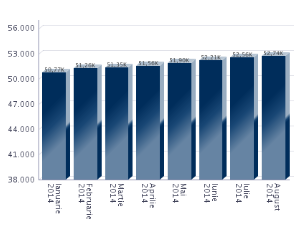 56.000
53.000
50.000
47.000
44.000
41.000
38.000
50,77K
51,26K
51,35K
51,56K
51,90K
52,21K
52,56K
52,74K
Ianuarie 2014
Februarie 2014
Martie 2014
Aprilie 2014
Mai 2014
Iunie 2014
Iulie 2014
August 2014